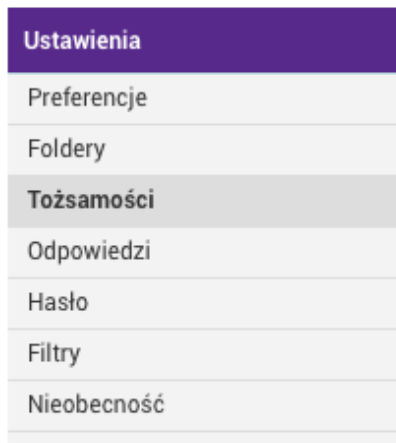 Ustawienia
Preferencje
Foldery
Tożsamości
Odpowiedzi
Hasło
Filtry
Nieobecność